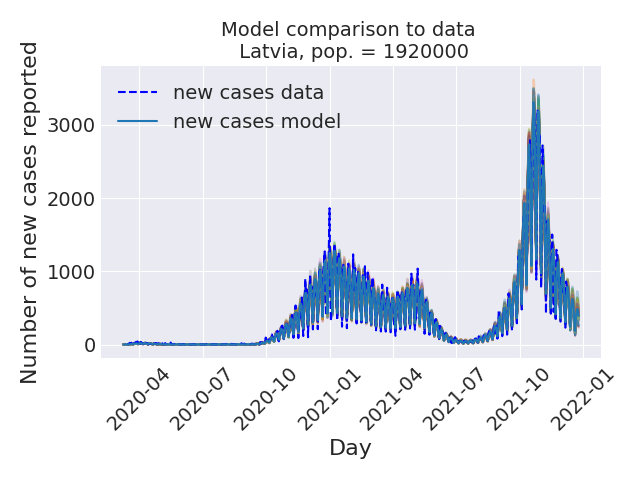 Model comparison to data
Latvia, pop. = 1920000
Number of new cases reported
new cases data
new cases model
3000
2000
1000
0
2020-04
2020-07
2020-10
2021-01
2021-04
2021-07
2021-10
2022-01
Day